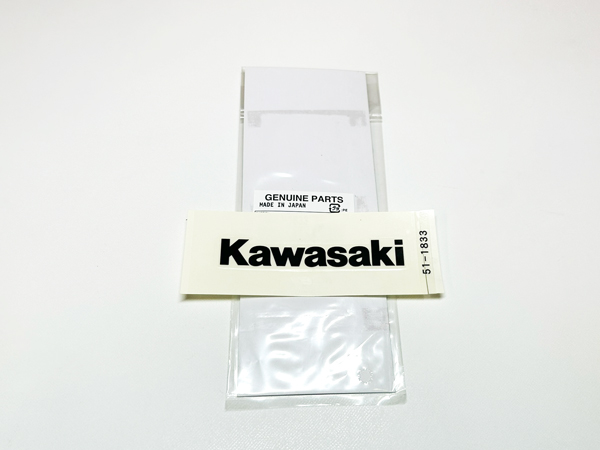 GENUINE PARTS
MADE IN JAPAN
Kawasaki
51-1833